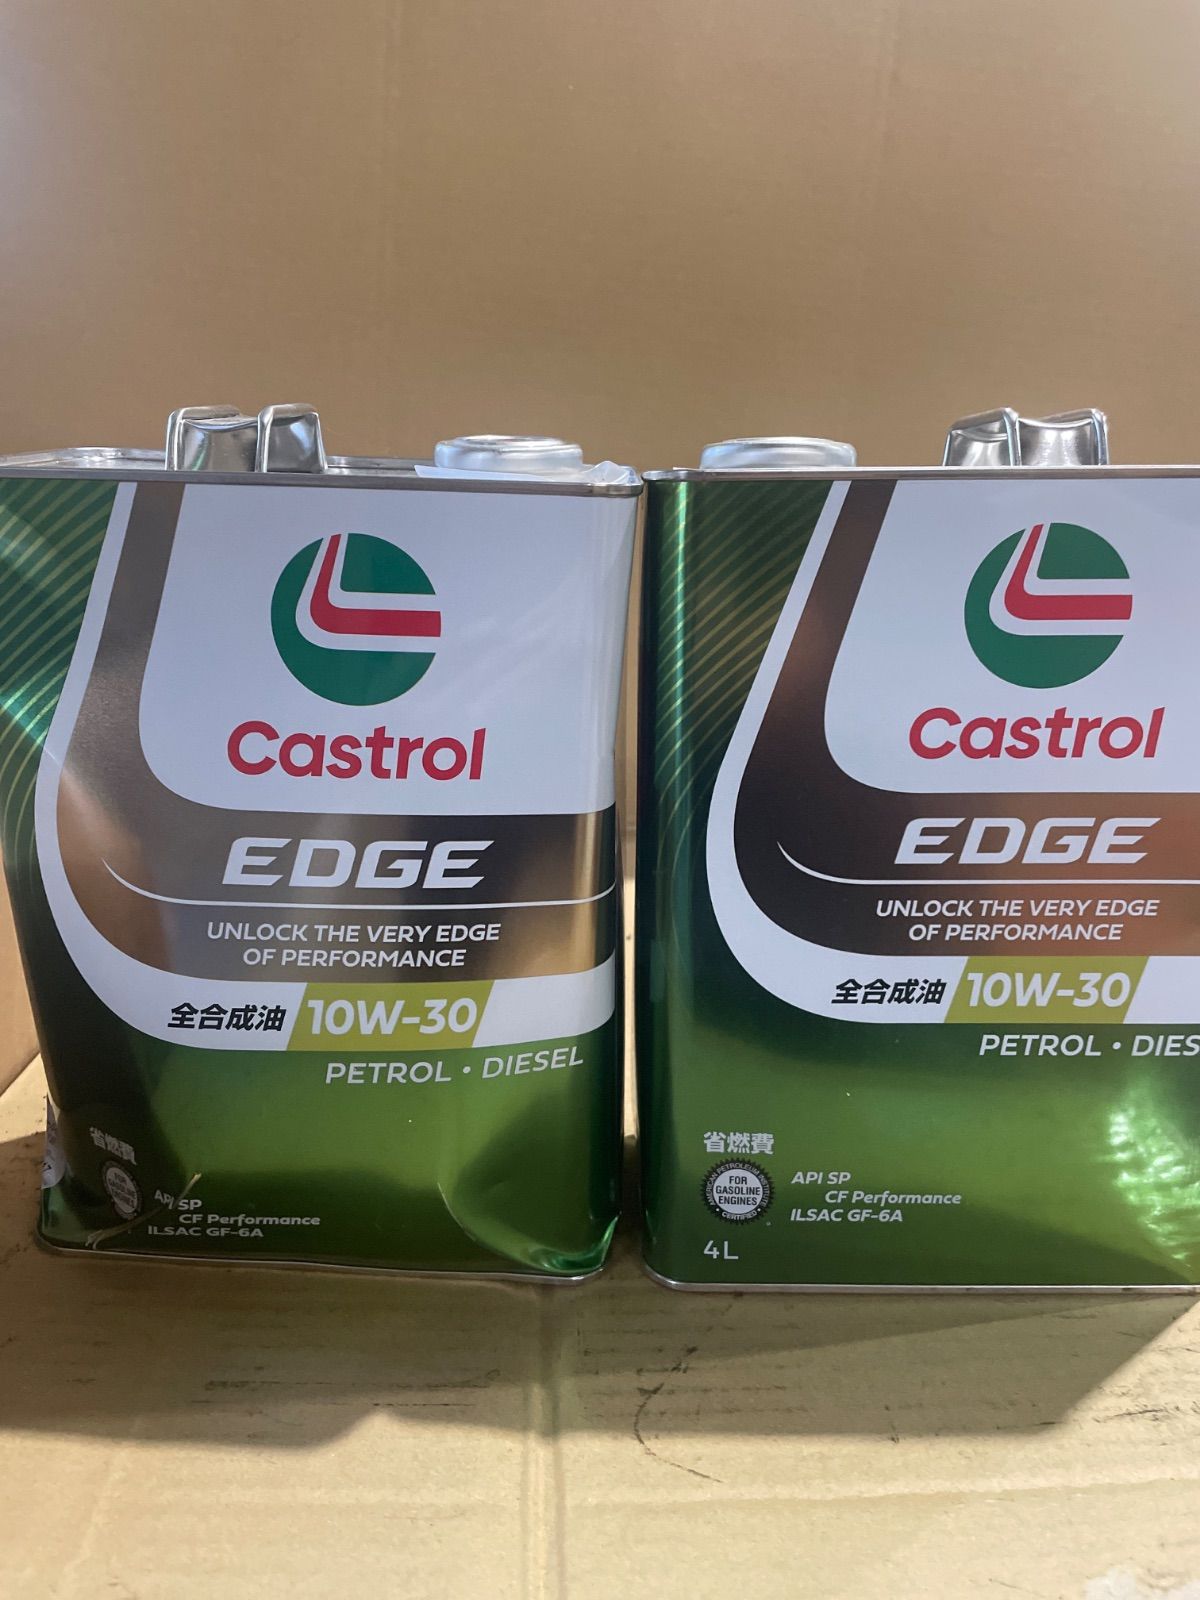 Castrol
EDGE
UNLOCK THE VERY EDGE
OF PERFORMANCE
全合成油 10W-30
PETROL • DIESEL
省燃費
API SP
CF Performance
ILSAC GF-6A
Castrol
EDGE
UNLOCK THE VERY EDGE
OF PERFORMANCE
全合成油 10W-30
PETROL • DIES
省燃費
AMERICAN PETROLEUM INSTITUTE
FOR
GASOLINE
ENGINES
CERTIFIED
API SP
CF Performance
ILSAC GF-6A
4L